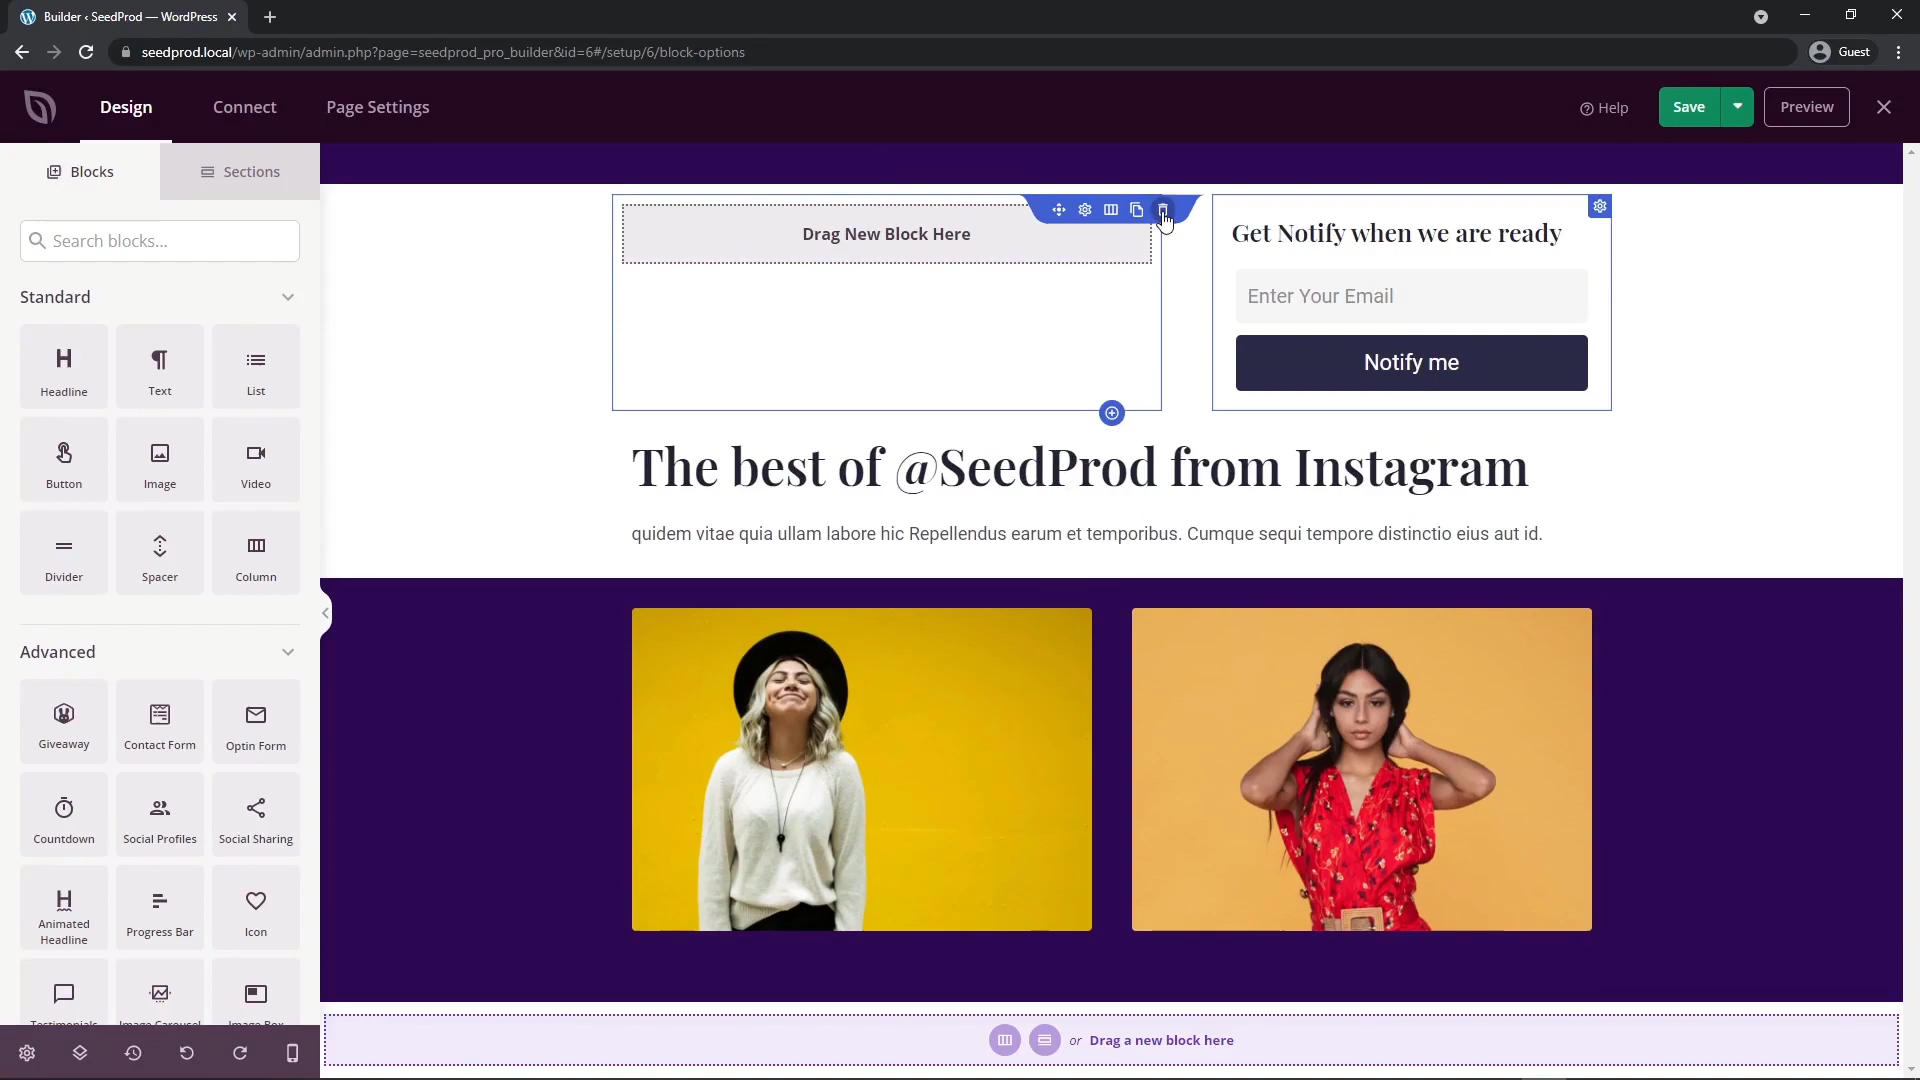 Builder ‹ SeedProd — WordPress
seedprod.local/wp-admin/admin.php?page=seedprod_pro_builder&id=6#/setup/6/block-options
Guest
Design
Connect
Page Settings
Help
Save
Preview
Blocks
Sections
Search blocks...
Standard
Headline
Text
List
Button
Image
Video
Divider
Spacer
Column
Advanced
Giveaway
Contact Form
Optin Form
Countdown
Social Profiles
Social Sharing
Animated
Headline
Progress Bar
Icon
Testimonials
Image Carousel
Image Box
Drag New Block Here
Get Notify when we are ready
Enter Your Email
Notify me
The best of @SeedProd from Instagram
quidem vitae quia ullam labore hic Repellendus earum et temporibus. Cumque sequi tempore distinctio eius aut id.
or Drag a new block here